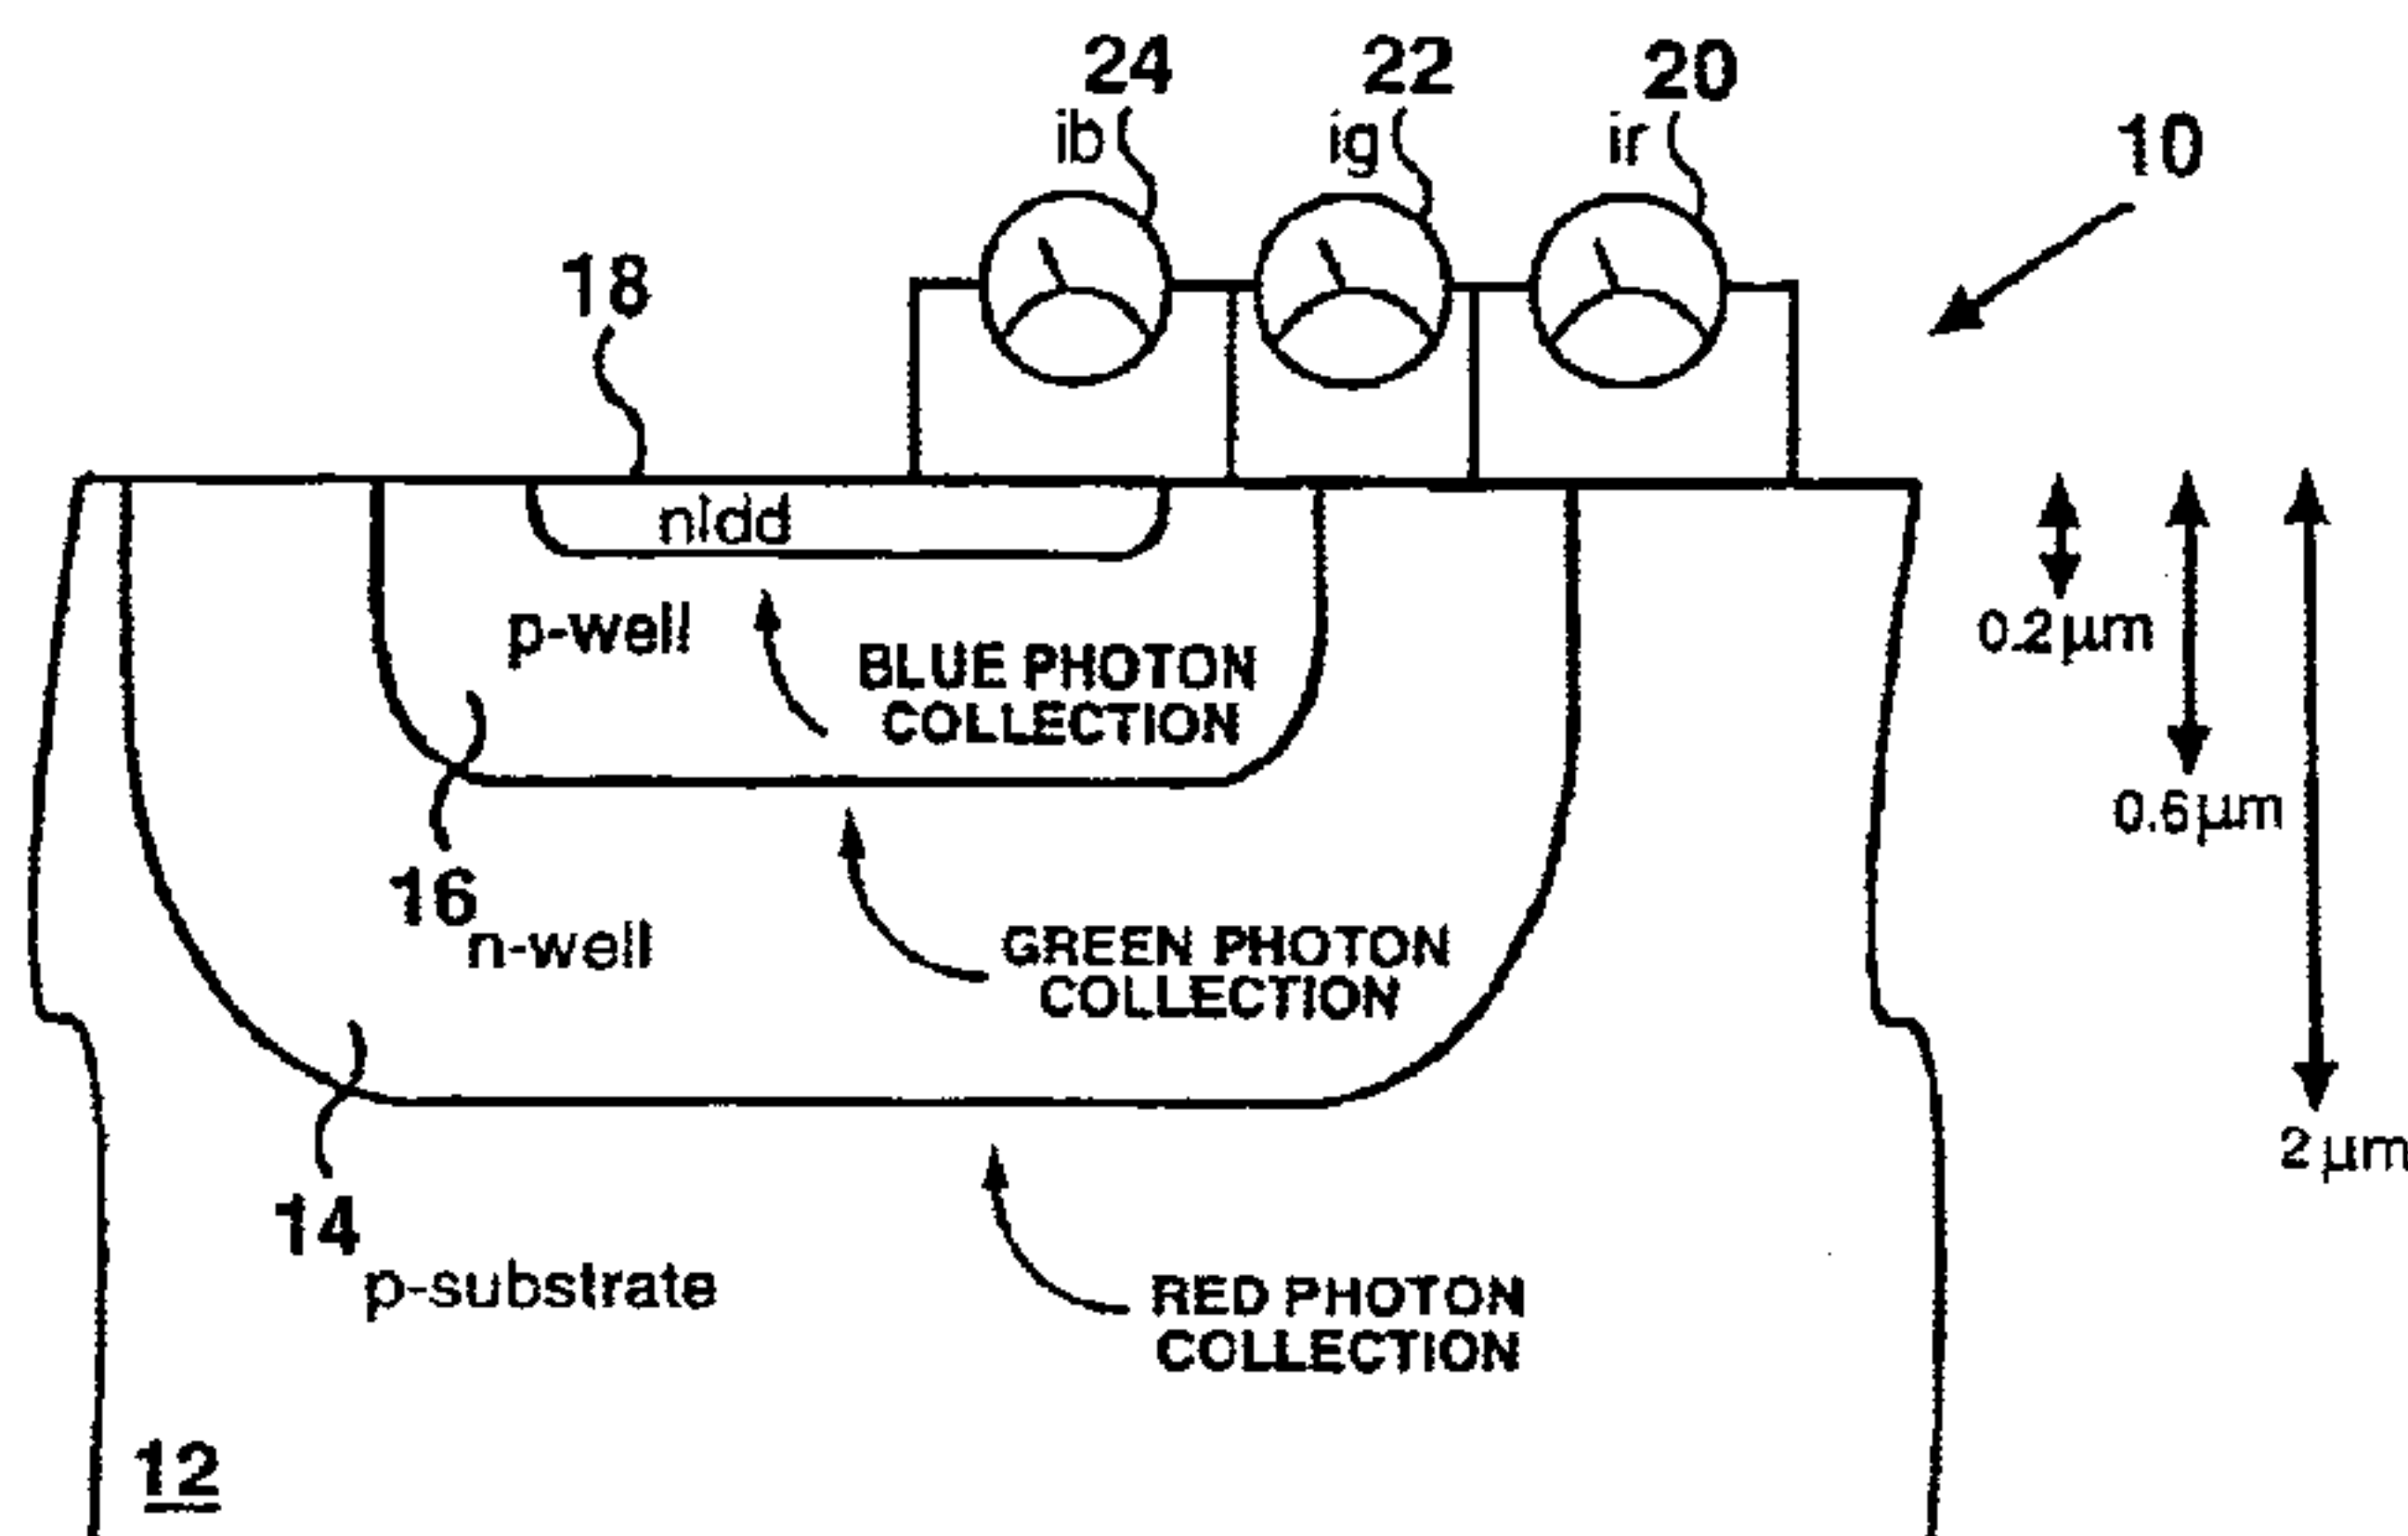 24
22
20
ib
ig
ir
10
18
nldd
p-well
0.2µm
BLUE PHOTON
COLLECTION
0.6µm
16
n-well
GREEN PHOTON
COLLECTION
2µm
14
p-substrate
RED PHOTON
COLLECTION
12